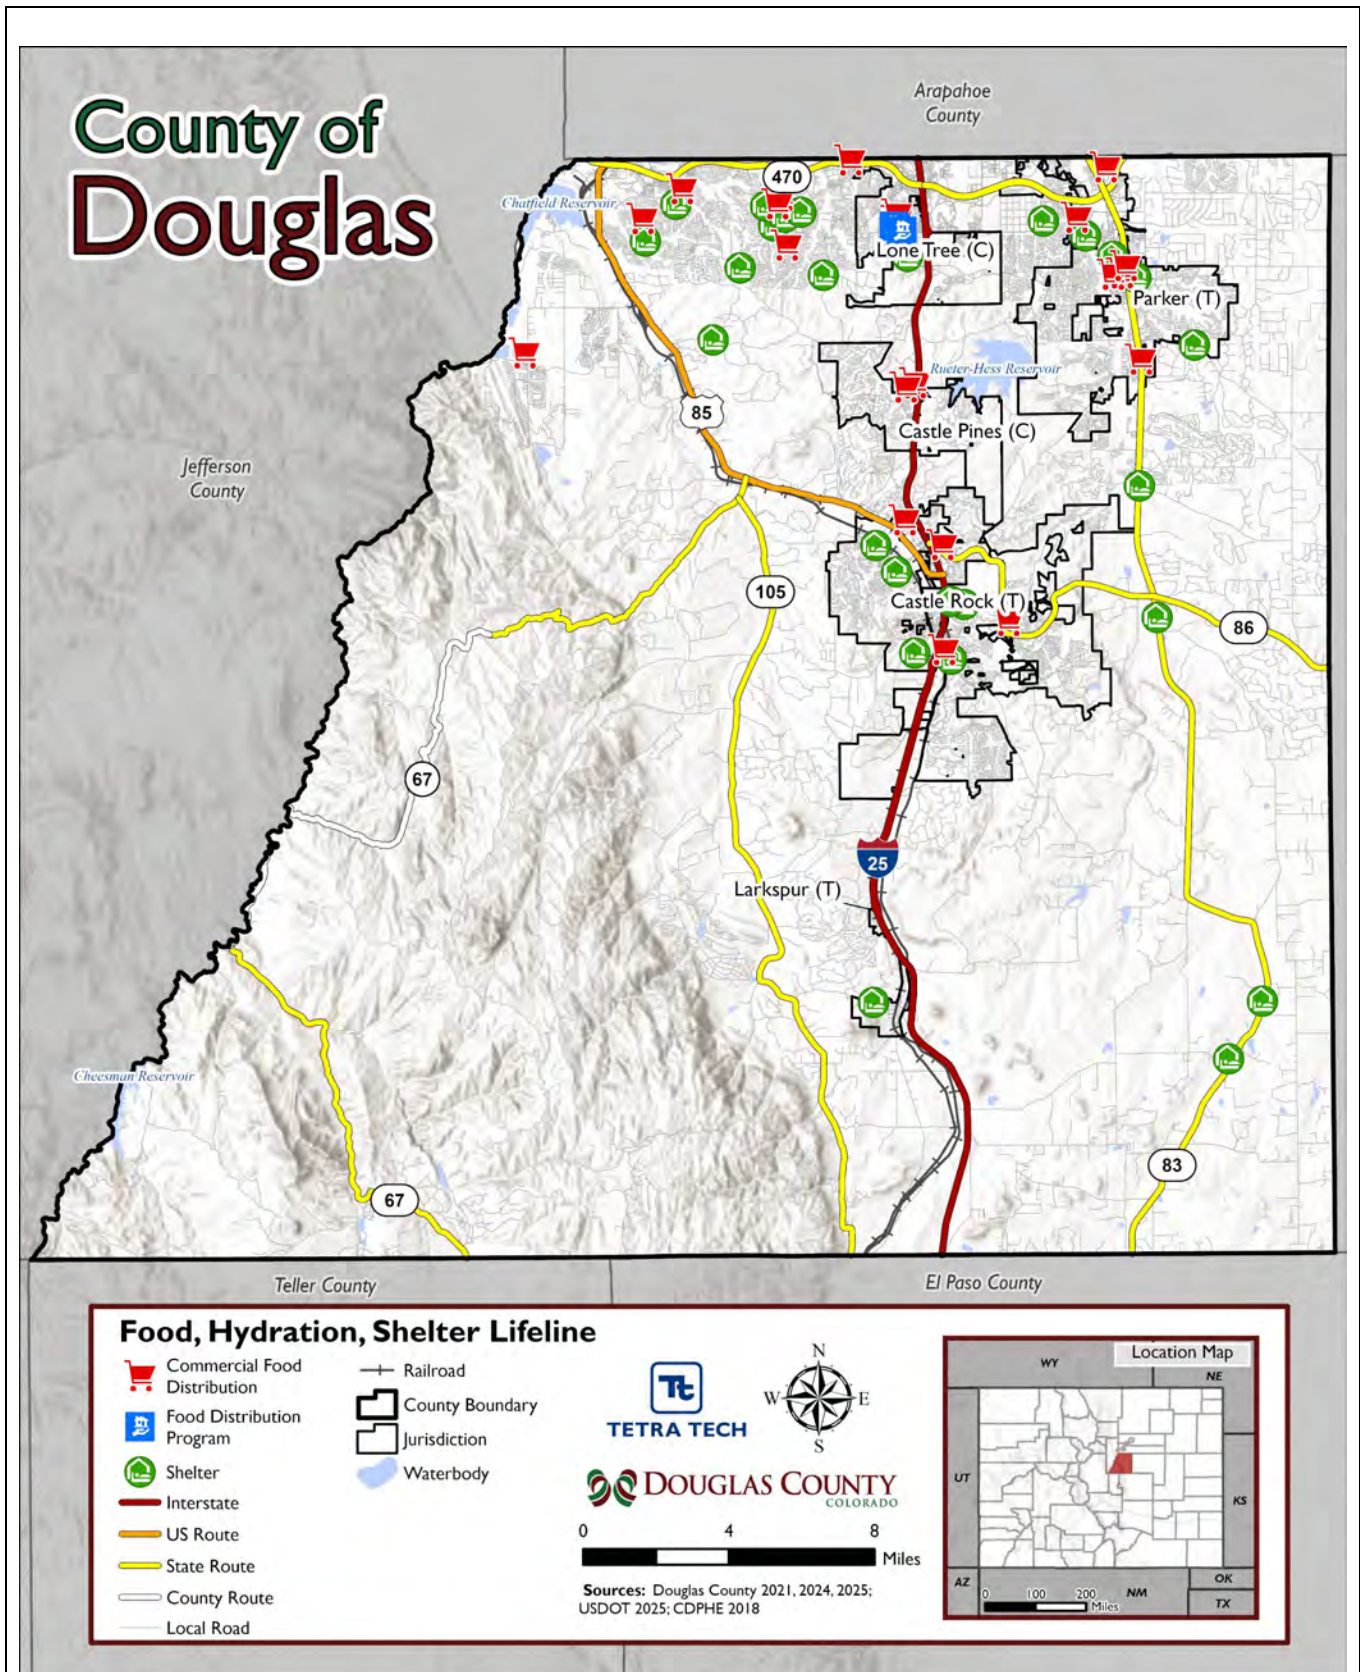 County of
Douglas
Arapahoe
County
Chatfield Reservoir
470
Lone Tree (C)
Parker (T)
Rueter-Hess Reservoir
85
Castle Pines (C)
Jefferson
County
105
Castle Rock (T)
86
67
25
Larkspur (T)
Cheesman Reservoir
83
67
Teller County
El Paso County
Food, Hydration, Shelter Lifeline
Commercial Food
Distribution
Food Distribution
Program
Shelter
Interstate
US Route
State Route
County Route
Local Road
Railroad
County Boundary
Jurisdiction
Waterbody
Tt
TETRA TECH
N
W
E
S
DOUGLAS COUNTY
COLORADO
0 4 8
Miles
Sources: Douglas County 2021, 2024, 2025;
USDOT 2025; CDPHE 2018
Location Map
WY
NE
UT
KS
AZ
NM
OK
TX
0 100 200
Miles